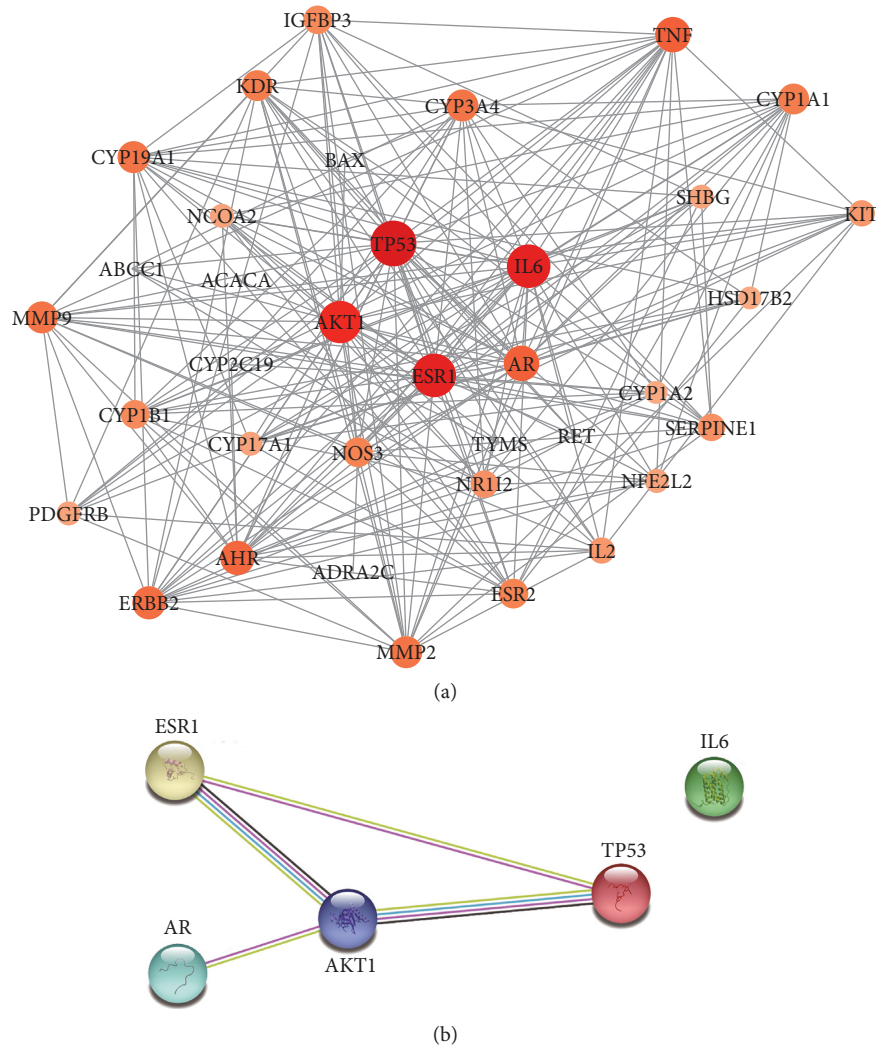 IGFBP3
TNF
KDR
CYP3A4
CYP1A1
CYP19A1
BAX
SHBG
NCOA2
KIT
TP53
ABCC1
ACACA
IL6
HSD17B2
MMP9
AKT1
CYP2C19
AR
ESR1
CYP1A2
CYP1B1
SERPINE1
CYP17A1
NOS3
TYMS
RET
NR1I2
NFE2L2
PDGFRB
AHR
ADRA2C
IL2
ERBB2
ESR2
MMP2
(a)
ESR1
IL6
TP53
AR
AKT1
(b)